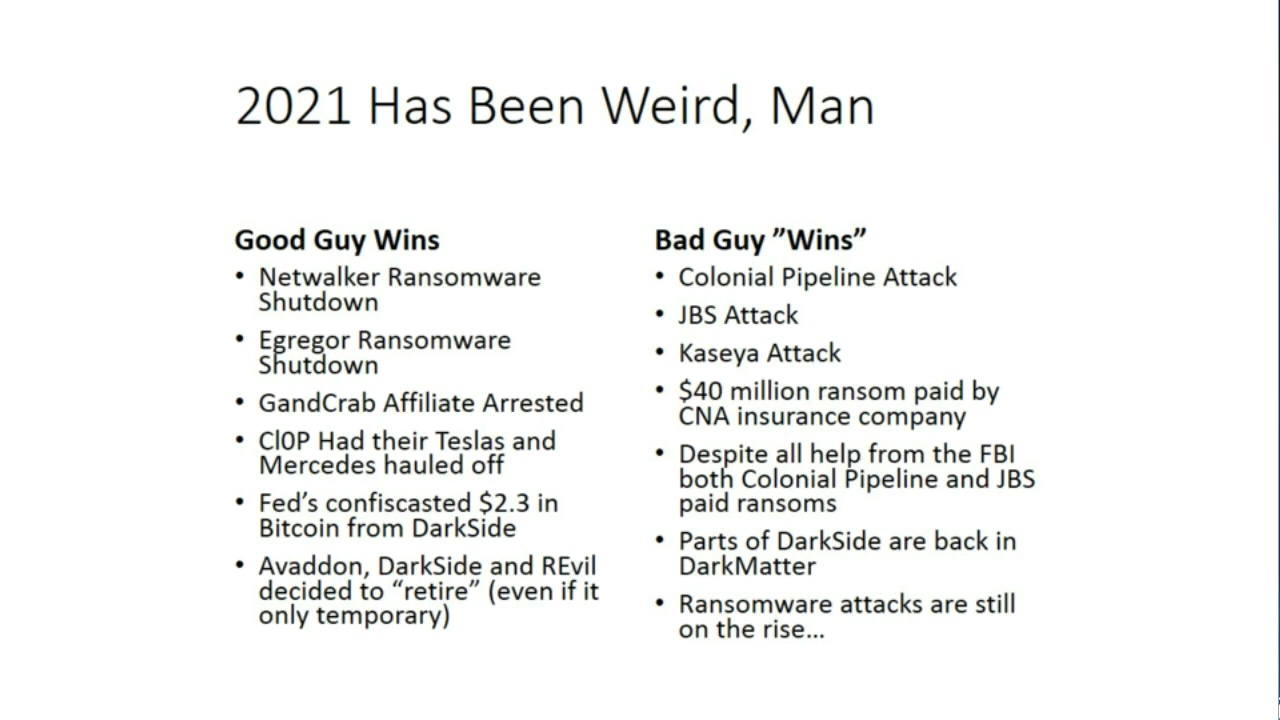 2021 Has Been Weird, Man
Good Guy Wins
• Netwalker Ransomware
Shutdown
• Egregor Ransomware
Shutdown
• GandCrab Affiliate Arrested
• Cl0P Had their Teslas and
Mercedes hauled off
• Fed’s confiscasted $2.3 in
Bitcoin from DarkSide
• Avaddon, DarkSide and REvil
decided to “retire” (even if it
only temporary)
Bad Guy ”Wins”
• Colonial Pipeline Attack
• JBS Attack
• Kaseya Attack
• $40 million ransom paid by
CNA insurance company
• Despite all help from the FBI
both Colonial Pipeline and JBS
paid ransoms
• Parts of DarkSide are back in
DarkMatter
• Ransomware attacks are still
on the rise…